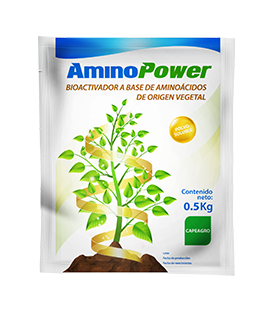 AminoPower
BIOACTIVADOR A BASE DE AMINOÁCIDOS
DE ORIGEN VEGETAL
POLVO
SOLUBLE
Contenido
neto:
0.5Kg
CAPEAGRO
Fecha de producción:
Fecha de vencimiento: